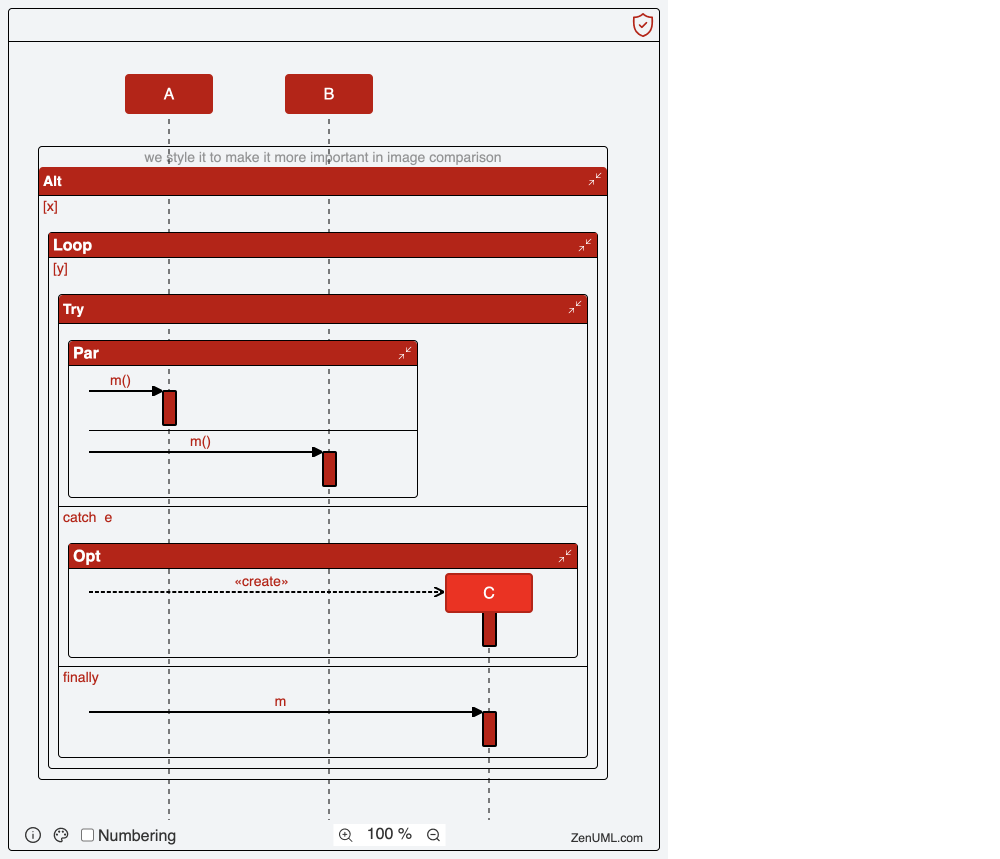 A
B
we style it to make it more important in image comparison
Alt
[x]
Loop
[y]
Try
Par
m()
m()
catch e
Opt
«create»
C
finally
m
Numbering
100 %
ZenUML.com